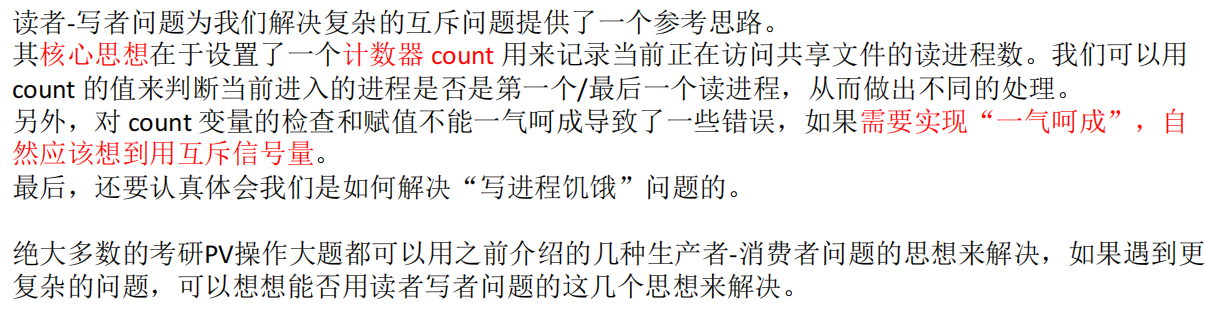 读者-写者问题为我们解决复杂的互斥问题提供了一个参考思路。
其核心思想在于设置了一个计数器 count 用来记录当前正在访问共享文件的读进程数。我们可以用
count 的值来判断当前进入的进程是否是第一个/最后一个读进程，从而做出不同的处理。
另外，对 count 变量的检查和赋值不能一气呵成导致了一些错误，如果需要实现“一气呵成”，自
然应该想到用互斥信号量。
最后，还要认真体会我们是如何解决“写进程饥饿”问题的。
绝大多数的考研PV操作大题都可以用之前介绍的几种生产者-消费者问题的思想来解决，如果遇到更
复杂的问题，可以想想能否用读者写者问题的这几个思想来解决。